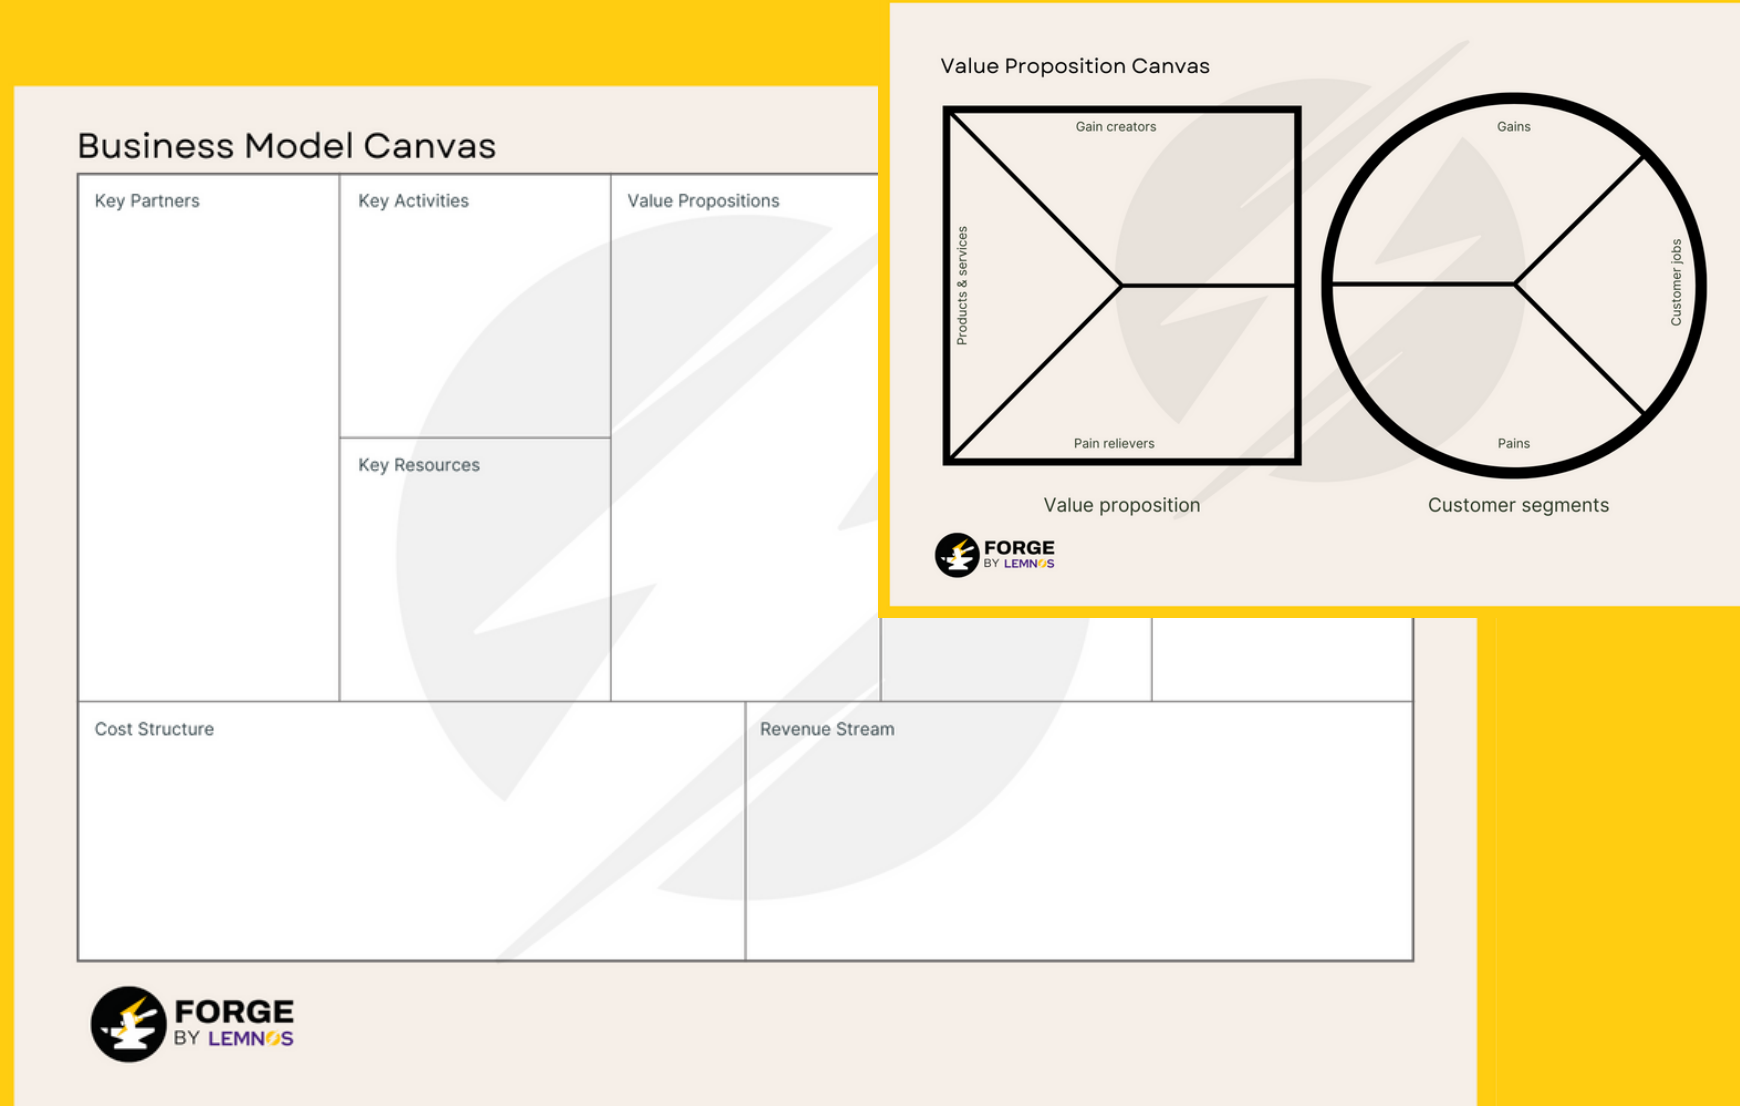 Business Model Canvas
Key Partners
Key Activities
Value Propositions
Key Resources
Cost Structure
Revenue Stream
FORGE
BY LEMNOS
Value Proposition Canvas
Gain creators
Products & services
Pain relievers
Value proposition
Gains
Customer jobs
Pains
Customer segments
FORGE
BY LEMNOS